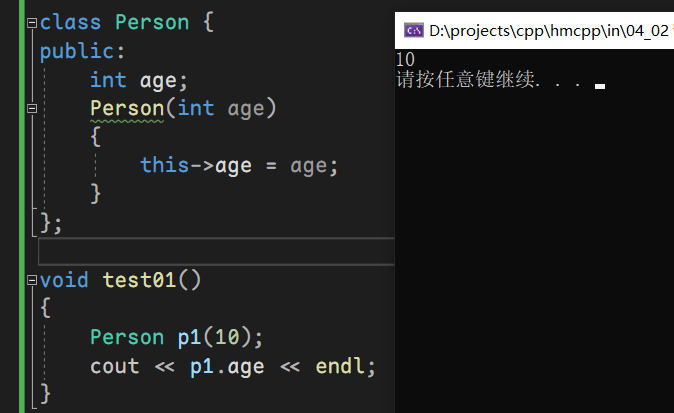 class Person {
public:
    int age;
    Person(int age)
    {
        this->age = age;
    }
};
void test01()
{
    Person p1(10);
    cout << p1.age << endl;
}
D:\projects\cpp\hmcpp\in\04_02
10
请按任意键继续. . .